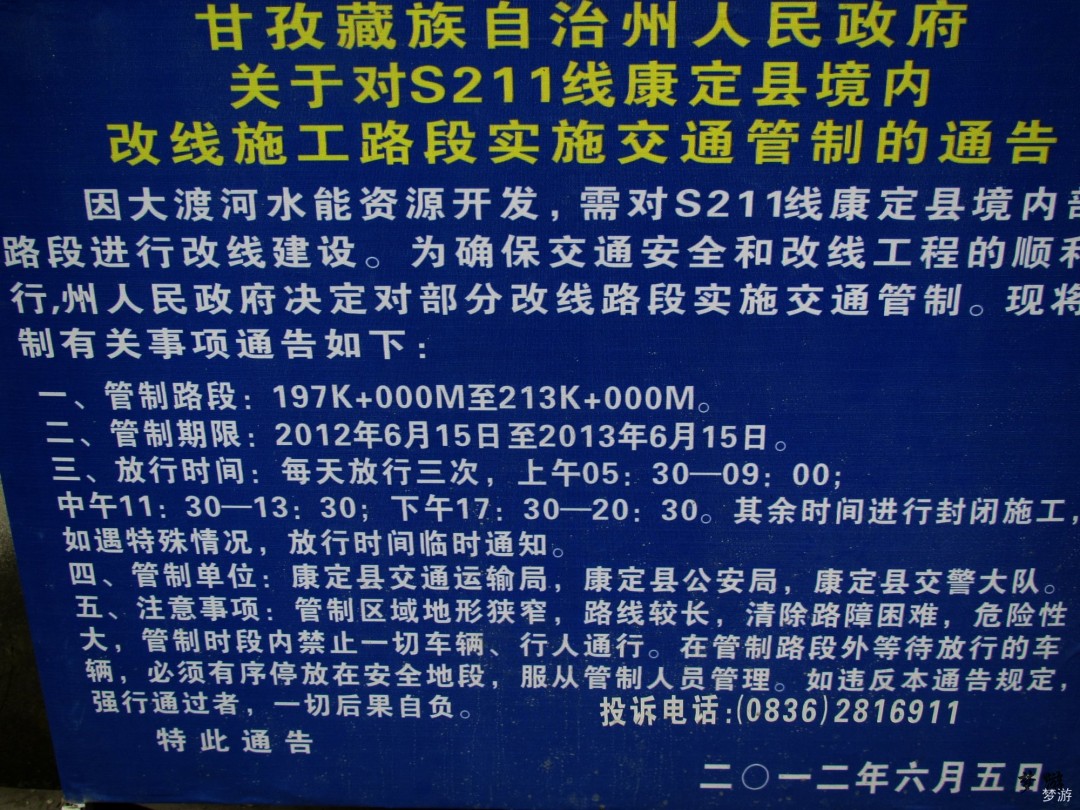 甘孜藏族自治州人民政府
关于对S211线康定县境内
改线施工路段实施交通管制的通告
因大渡河水能资源开发,需对S211线康定县境内部
路段进行改线建设。为确保交通安全和改线工程的顺利
行,州人民政府决定对部分改线路段实施交通管制。现将
制有关事项通告如下:
一、管制路段:197K+000M至213K+000M。
二、管制期限:2012年6月15日至2013年6月15日。
三、放行时间:每天放行三次,上午05:30—09:00;
中午11:30—13:30;下午17:30—20:30。其余时间进行封闭施工,
如遇特殊情况,放行时间临时通知。
四、管制单位:康定县交通运输局,康定县公安局,康定县交警大队。
五、注意事项:管制区域地形狭窄,路线较长,清除路障困难,危险性
大,管制时段内禁止一切车辆、行人通行。在管制路段外等待放行的车
辆,必须有序停放在安全地段,服从管制人员管理。如违反本通告规定,
强行通过者,一切后果自负。
投诉电话:(0836)2816911
特此通告
二〇一二年六月五日
梦游